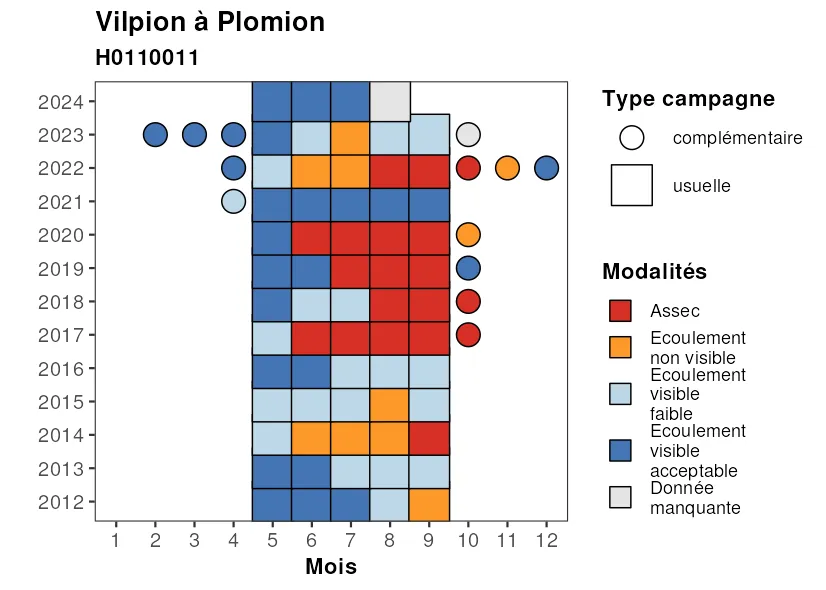 Vilpion à Plomion
H0110011
2024
2023
2022
2021
2020
2019
2018
2017
2016
2015
2014
2013
2012
1 2 3 4 5 6 7 8 9 10 11 12
Mois
Type campagne
complémentaire
usuelle
Modalités
Assec
Ecoulement
non visible
Ecoulement
visible
faible
Ecoulement
visible
acceptable
Donnée
manquante